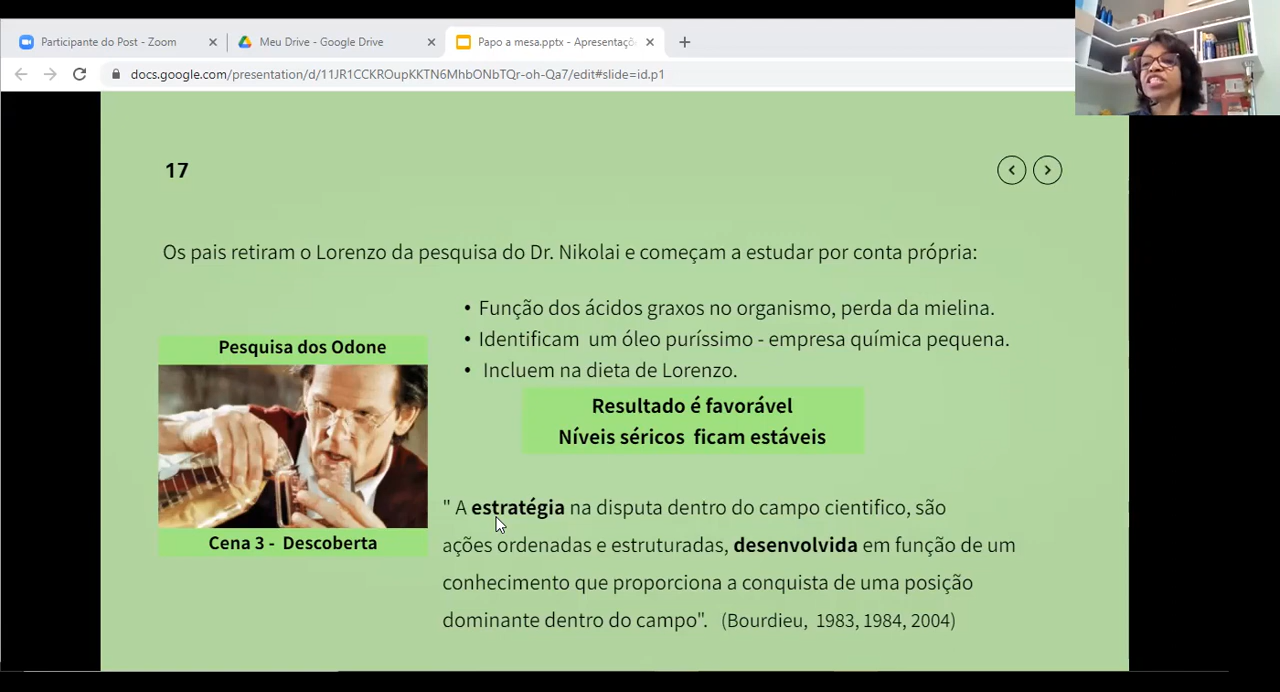 Participante do Post - Zoom
Meu Drive - Google Drive
Papo a mesa.pptx - Apresentaçõ
docs.google.com/presentation/d/11JR1CCKROupKKTN6MhbONbTQr-oh-Qa7/edit#slide=id.p1
17
Os pais retiram o Lorenzo da pesquisa do Dr. Nikolai e começam a estudar por conta própria:
• Função dos ácidos graxos no organismo, perda da mielina.
• Identificam um óleo puríssimo - empresa química pequena.
• Incluem na dieta de Lorenzo.
Pesquisa dos Odone
Resultado é favorável
Níveis séricos ficam estáveis
Cena 3 - Descoberta
" A estratégia na disputa dentro do campo cientifico, são
ações ordenadas e estruturadas, desenvolvida em função de um
conhecimento que proporciona a conquista de uma posição
dominante dentro do campo". (Bourdieu, 1983, 1984, 2004)